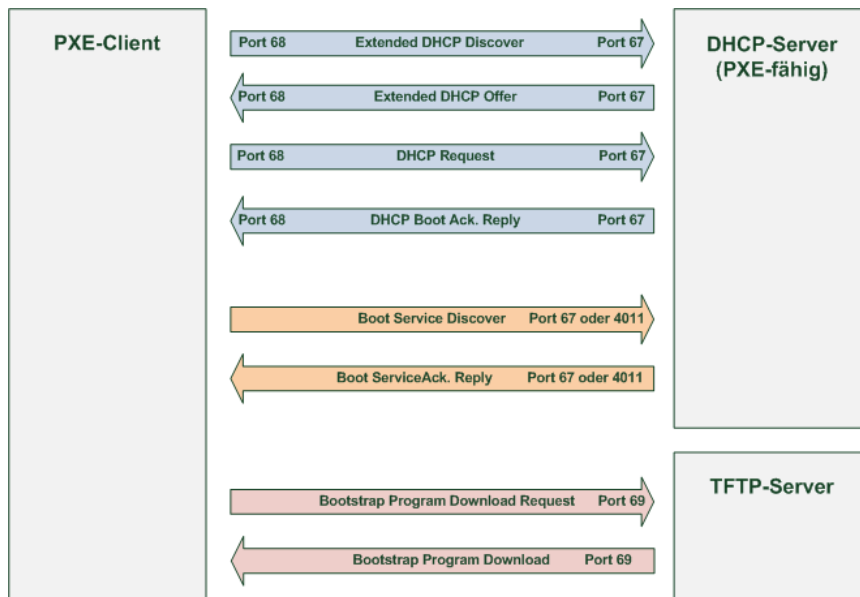 PXE-Client
Port 68 Extended DHCP Discover Port 67
DHCP-Server
(PXE-fähig)
Port 68 Extended DHCP Offer Port 67
Port 68 DHCP Request Port 67
Port 68 DHCP Boot Ack. Reply Port 67
Boot Service Discover Port 67 oder 4011
Boot ServiceAck. Reply Port 67 oder 4011
TFTP-Server
Bootstrap Program Download Request Port 69
Bootstrap Program Download Port 69